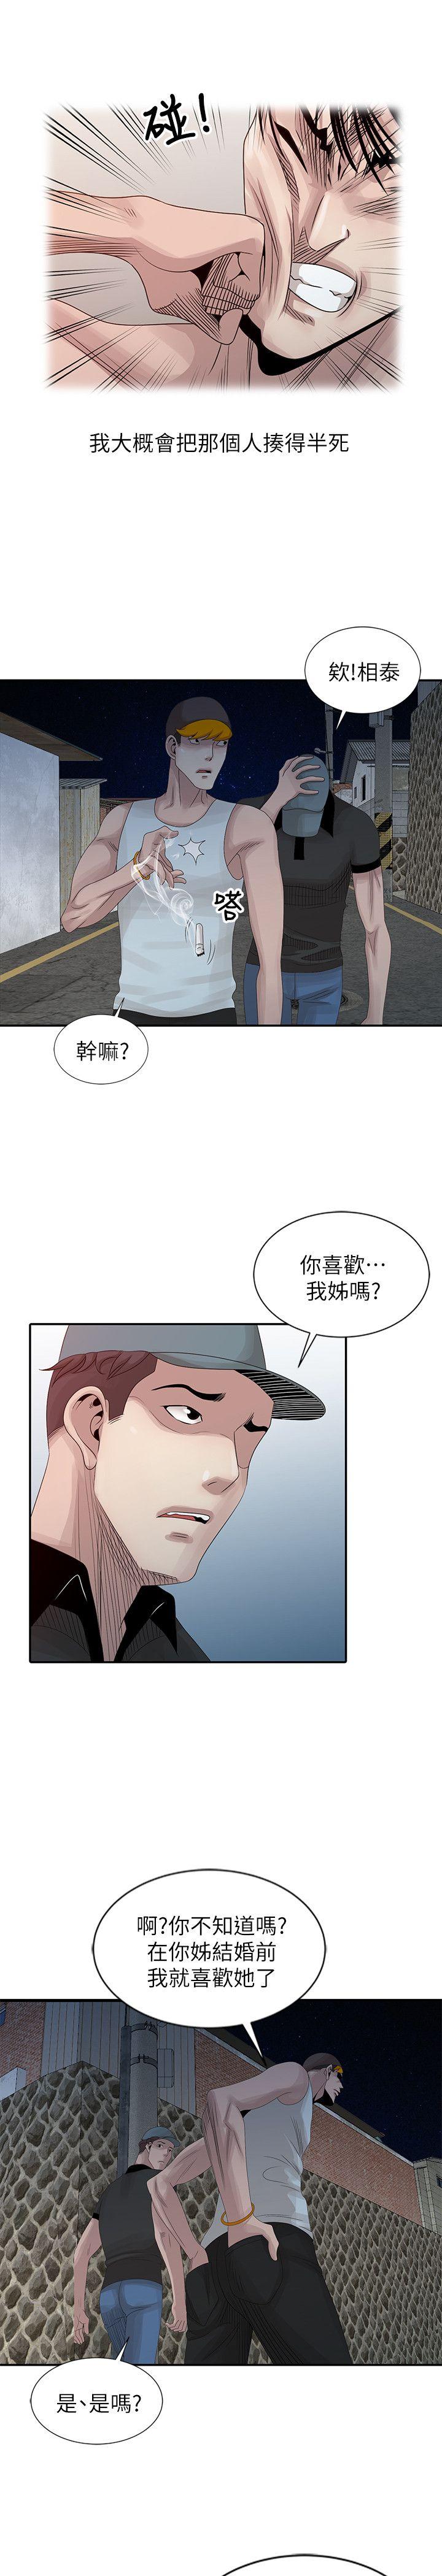 碰!
我大概會把那個人揍得半死
欸!相泰
嗒
幹嘛?
你喜歡…
我姊嗎?
啊?你不知道嗎?
在你姊結婚前
我就喜歡她了
是、是嗎?